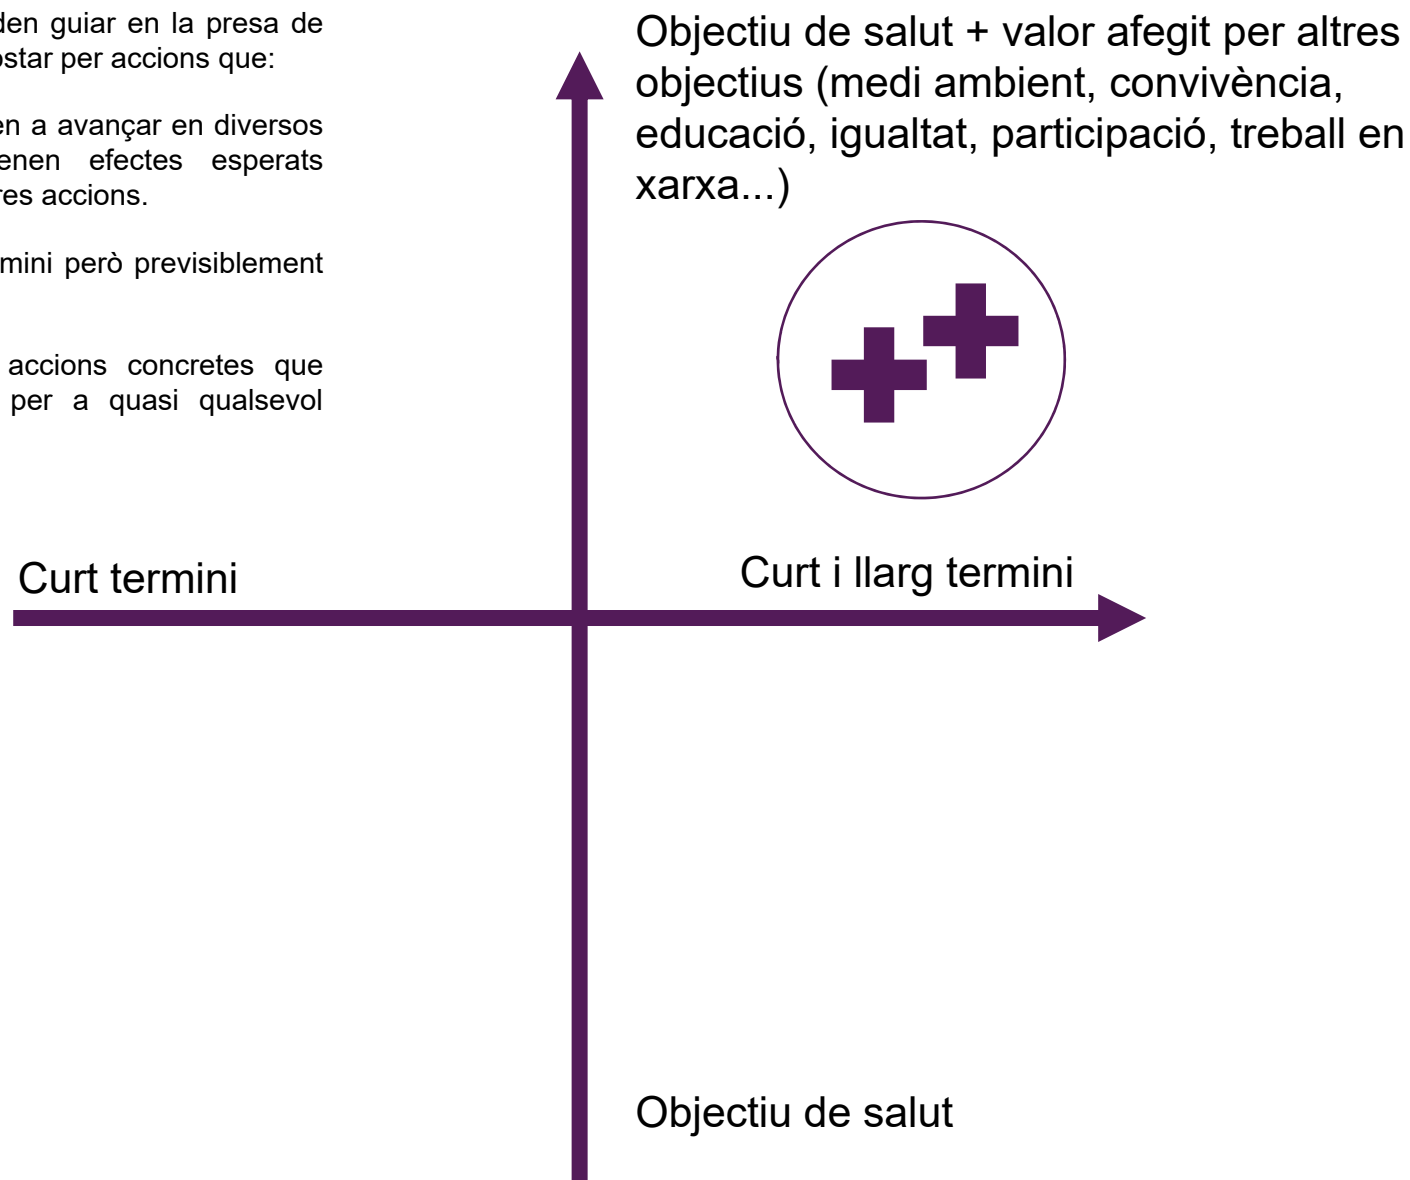 den guiar en la presa de
ostar per accions que:
en a avançar en diversos
enen efectes esperats
res accions.
mini però previsiblement
accions concretes que
per a quasi qualsevol
Objectiu de salut + valor afegit per altres
objectius (medi ambient, convivència,
educació, igualtat, participació, treball en
xarxa...)
Curt termini
Curt i llarg termini
Objectiu de salut